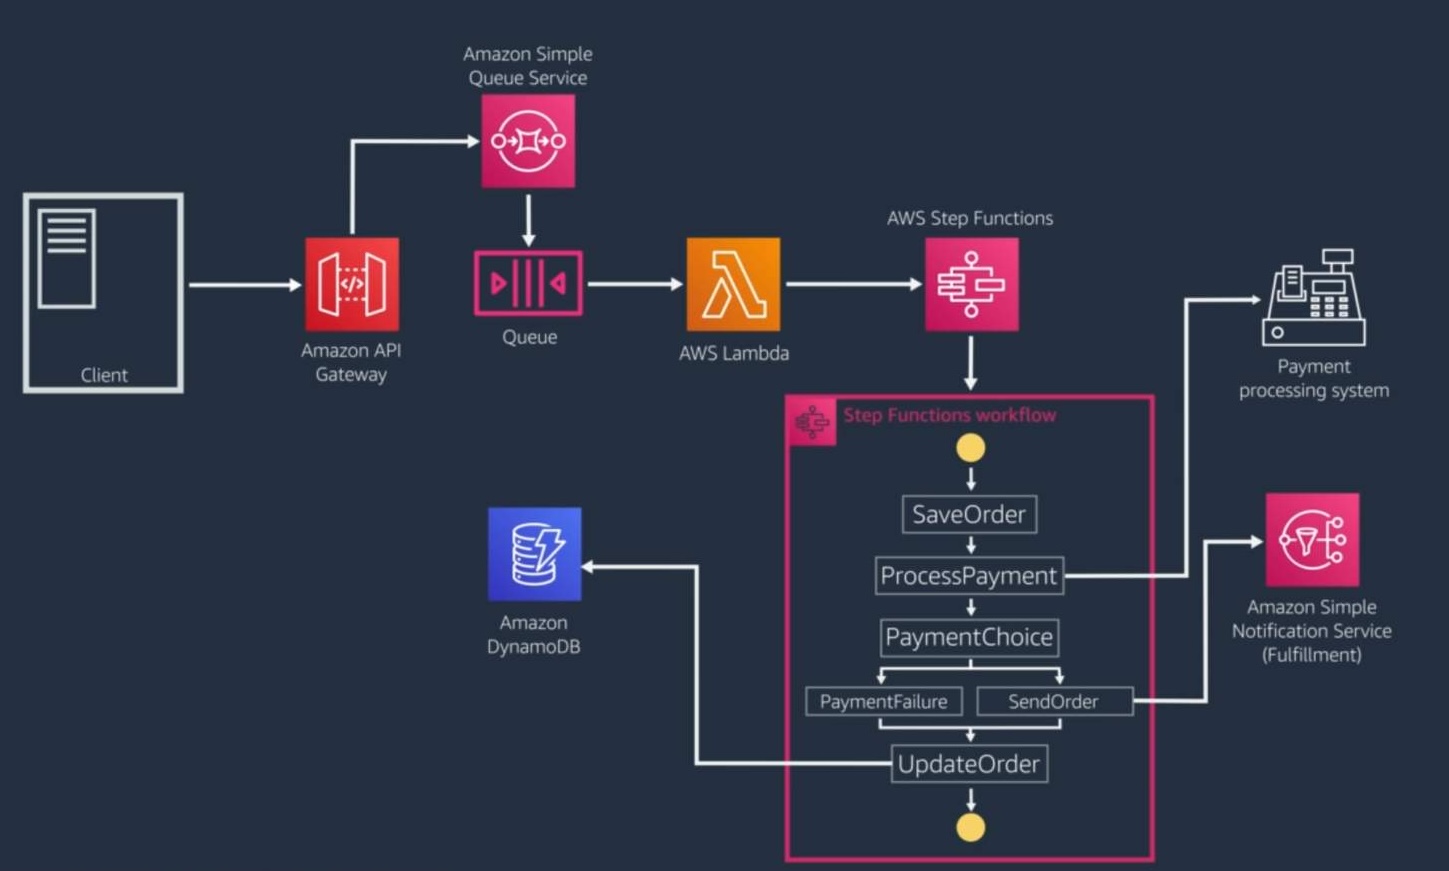 Amazon Simple
Queue Service
Client
Amazon API
Gateway
Queue
AWS Lambda
AWS Step Functions
Payment
processing system
Step Functions workflow
SaveOrder
ProcessPayment
PaymentChoice
PaymentFailure
SendOrder
UpdateOrder
Amazon
DynamoDB
Amazon Simple
Notification Service
(Fulfillment)